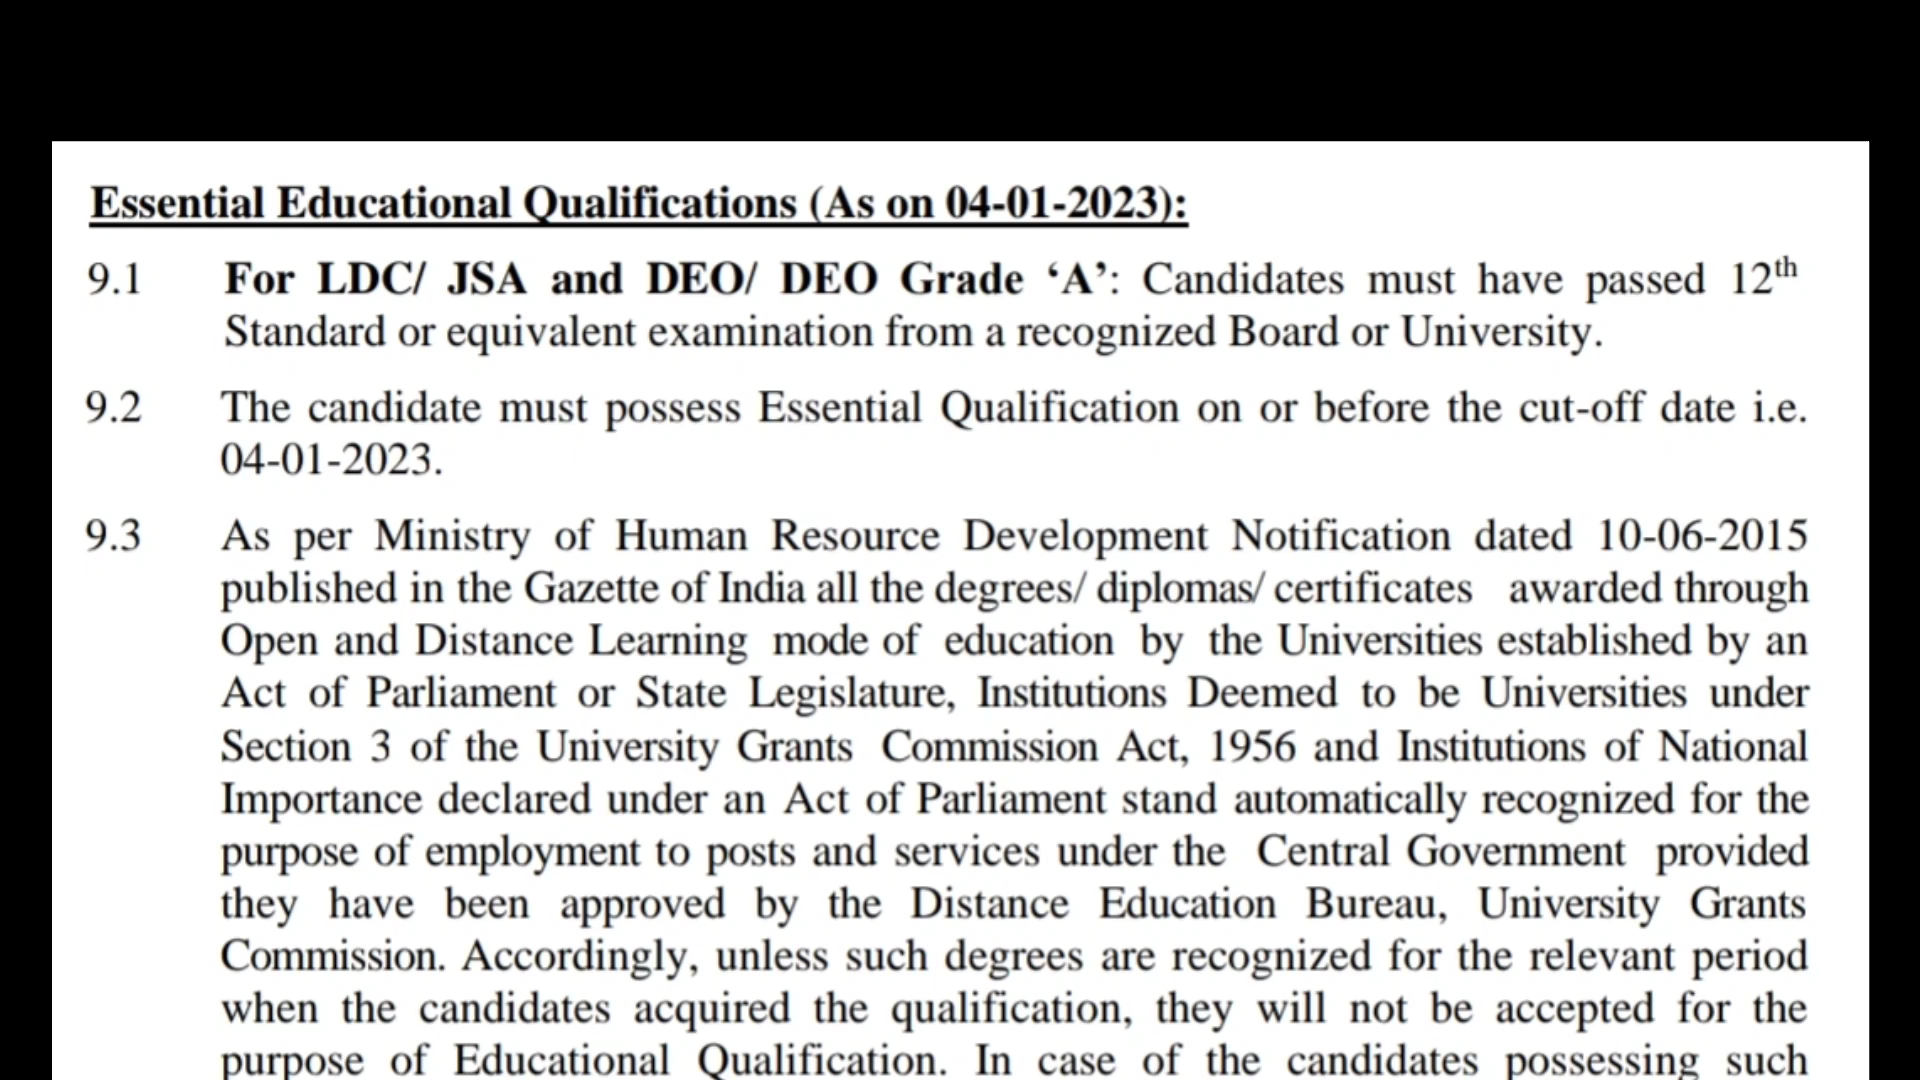 Essential Educational Qualifications (As on 04-01-2023):
9.1 For LDC/ JSA and DEO/ DEO Grade ‘A’: Candidates must have passed 12th
Standard or equivalent examination from a recognized Board or University.
9.2 The candidate must possess Essential Qualification on or before the cut-off date i.e.
04-01-2023.
9.3 As per Ministry of Human Resource Development Notification dated 10-06-2015
published in the Gazette of India all the degrees/ diplomas/ certificates awarded through
Open and Distance Learning mode of education by the Universities established by an
Act of Parliament or State Legislature, Institutions Deemed to be Universities under
Section 3 of the University Grants Commission Act, 1956 and Institutions of National
Importance declared under an Act of Parliament stand automatically recognized for the
purpose of employment to posts and services under the Central Government provided
they have been approved by the Distance Education Bureau, University Grants
Commission. Accordingly, unless such degrees are recognized for the relevant period
when the candidates acquired the qualification, they will not be accepted for the
purpose of Educational Qualification. In case of the candidates possessing such